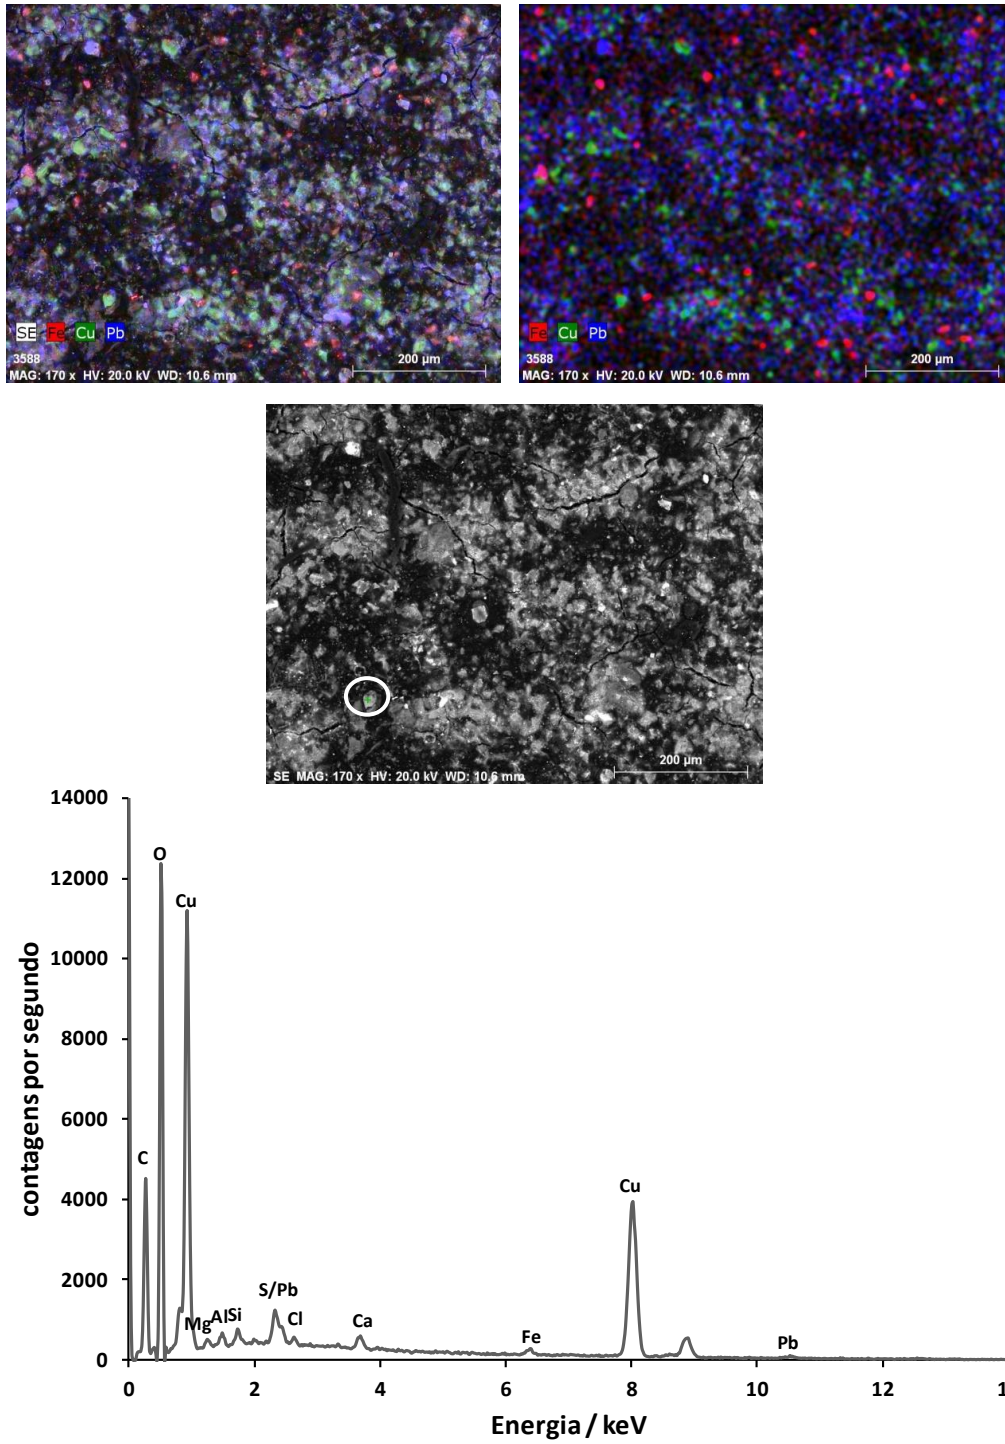 SE Fe Cu Pb
3588
200 µm
MAG: 170 x HV: 20.0 kV WD: 10.6 mm
Fe Cu Pb
3588
200 µm
MAG: 170 x HV: 20.0 kV WD: 10.6 mm
200 µm
SE MAG: 170 x HV: 20.0 kV WD: 10.6 mm
14000
12000
10000
8000
6000
4000
2000
0
contagens por segundo
O
Cu
C
Mg
Al
Si
S/Pb
Cl
Ca
Fe
Cu
Pb
0 2 4 6 8 10 12 1
Energia / keV